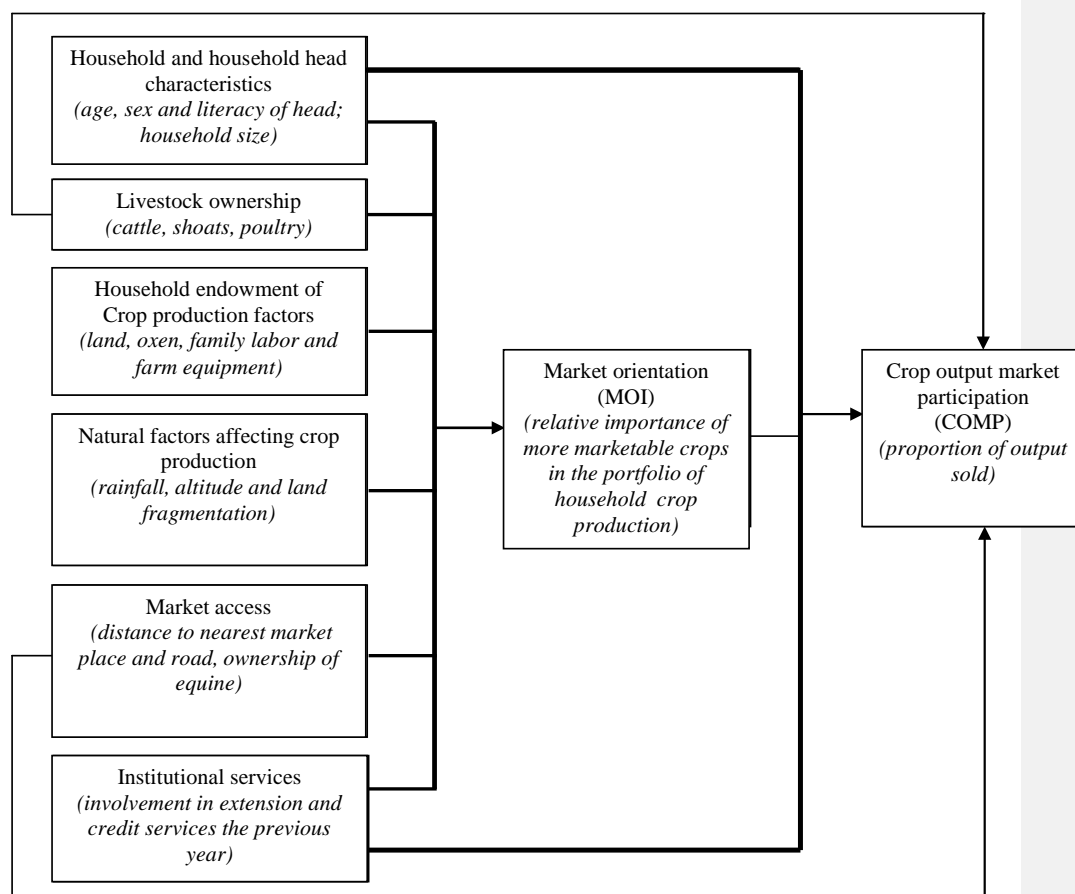 Household and household head
characteristics
(age, sex and literacy of head;
household size)
Livestock ownership
(cattle, shoats, poultry)
Household endowment of
Crop production factors
(land, oxen, family labor and
farm equipment)
Natural factors affecting crop
production
(rainfall, altitude and land
fragmentation)
Market access
(distance to nearest market
place and road, ownership of
equine)
Institutional services
(involvement in extension and
credit services the previous
year)
Market orientation
(MOI)
(relative importance of
more marketable crops
in the portfolio of
household crop
production)
Crop output market
participation
(COMP)
(proportion of output
sold)